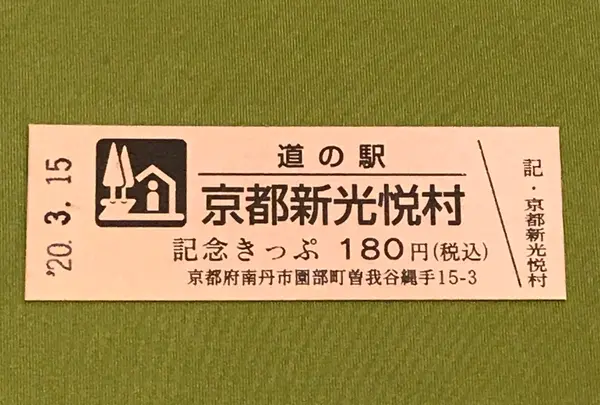 '20. 3. 15
道の駅
京都新光悦村
記念きっぷ 180円(税込)
京都府南丹市園部町曽我谷縄手15-3
記・京都新光悦村